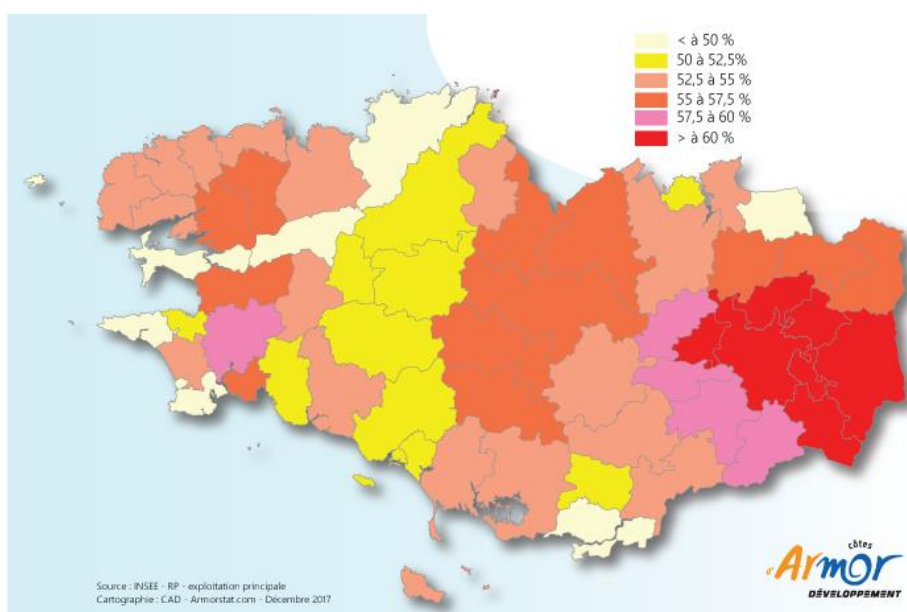 < à 50 %
50 à 52,5%
52,5 à 55 %
55 à 57,5 %
57,5 à 60 %
> à 60 %
Source : INSEE - RP - exploitation principale
Cartographie : CAD - Armorstat.com - Décembre 2017
côtes
d'Armor
DÉVELOPPEMENT